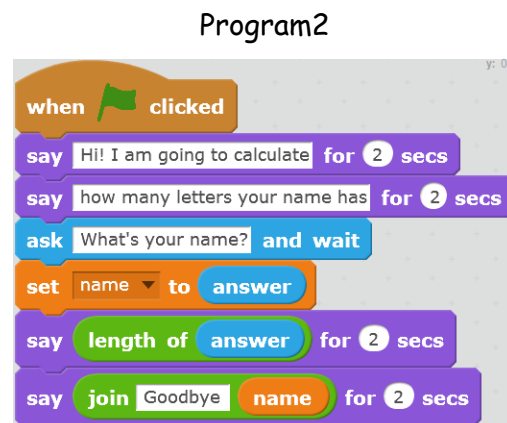 Program2
y: 0
when clicked
say Hi! I am going to calculate for 2 secs
say how many letters your name has for 2 secs
ask What's your name? and wait
set name to answer
say length of answer for 2 secs
say join Goodbye name for 2 secs